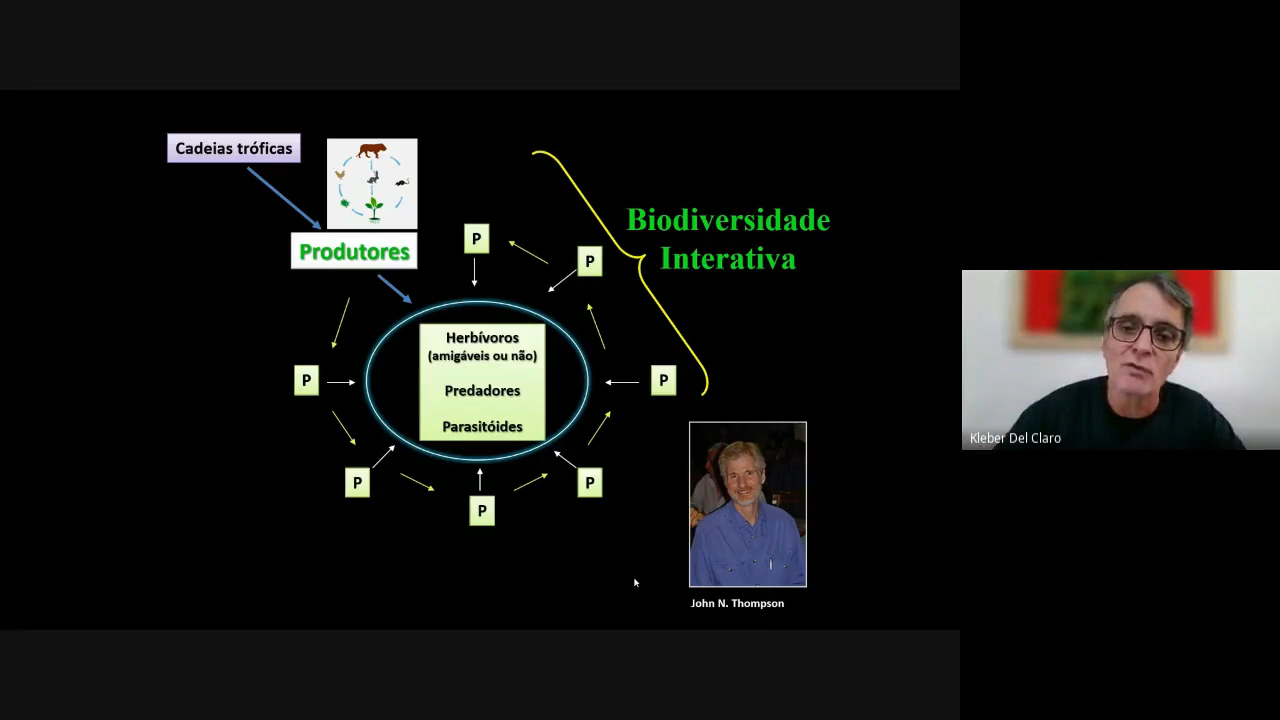 Cadeias tróficas
Produtores
Biodiversidade
Interativa
P
P
P
P
P
P
P
P
Herbívoros
(amigáveis ou não)
Predadores
Parasitóides
John N. Thompson
Kleber Del Claro